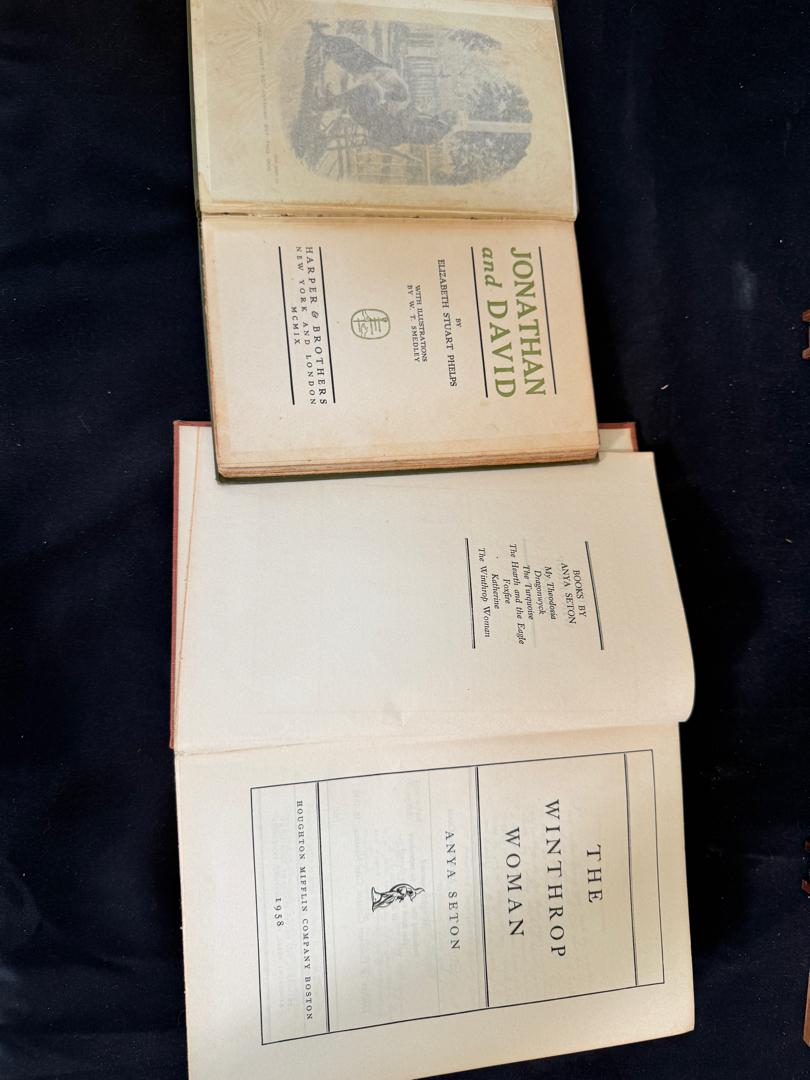 JONATHAN
and DAVID
BY
ELIZABETH STUART PHELPS
WITH ILLUSTRATIONS
BY W. T. SMEDLEY
HARPER & BROTHERS
NEW YORK AND LONDON
MCMIX
BOOKS BY
ANYA SETON
My Theodosia
Dragonwyck
The Turquoise
The Hearth and the Eagle
Foxfire
Katherine
The Winthrop Woman
THE
WINTHROP
WOMAN
ANYA SETON
HOUGHTON MIFFLIN COMPANY BOSTON
1958